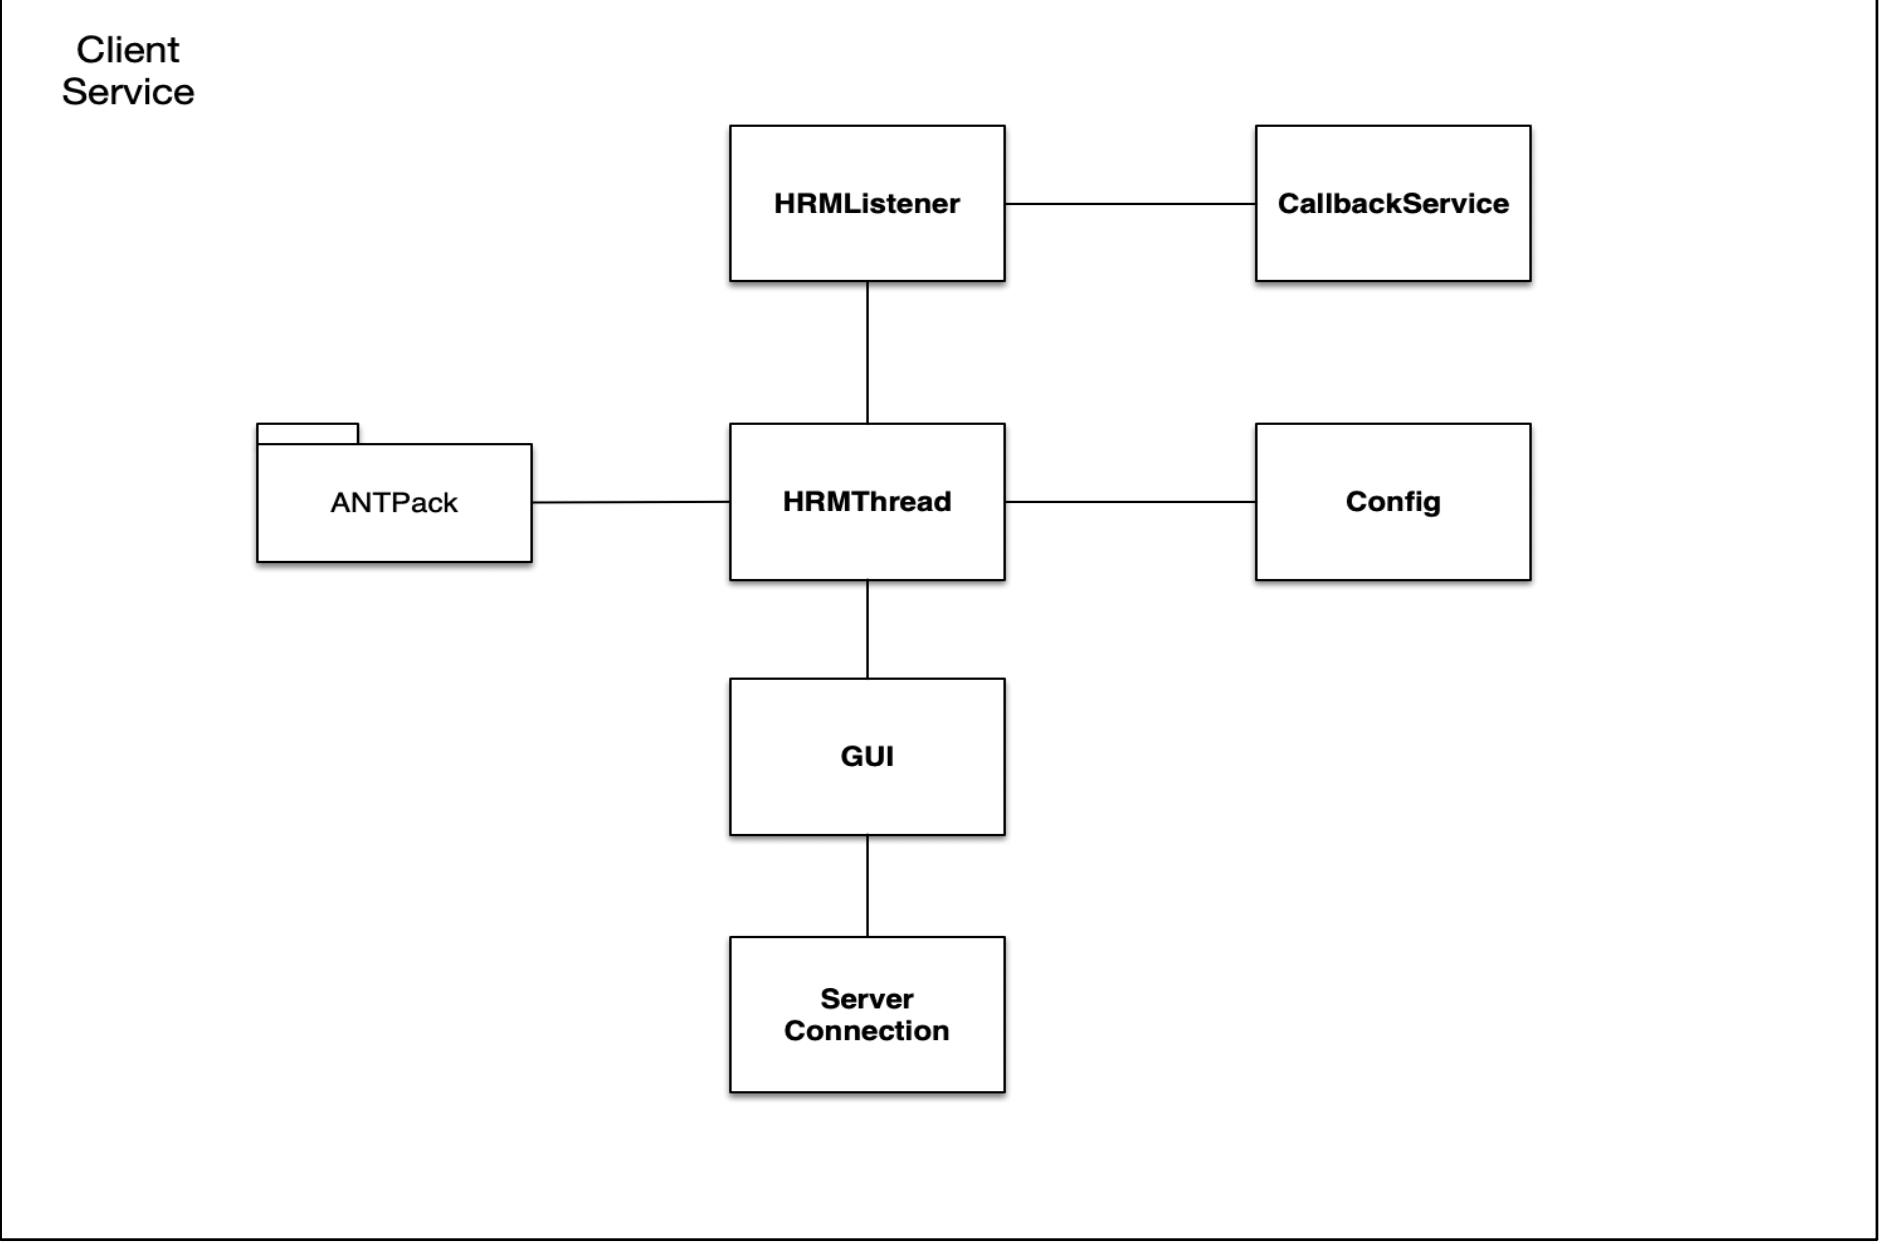 Client
Service
HRMListener
CallbackService
ANTPack
HRMThread
Config
GUI
Server
Connection